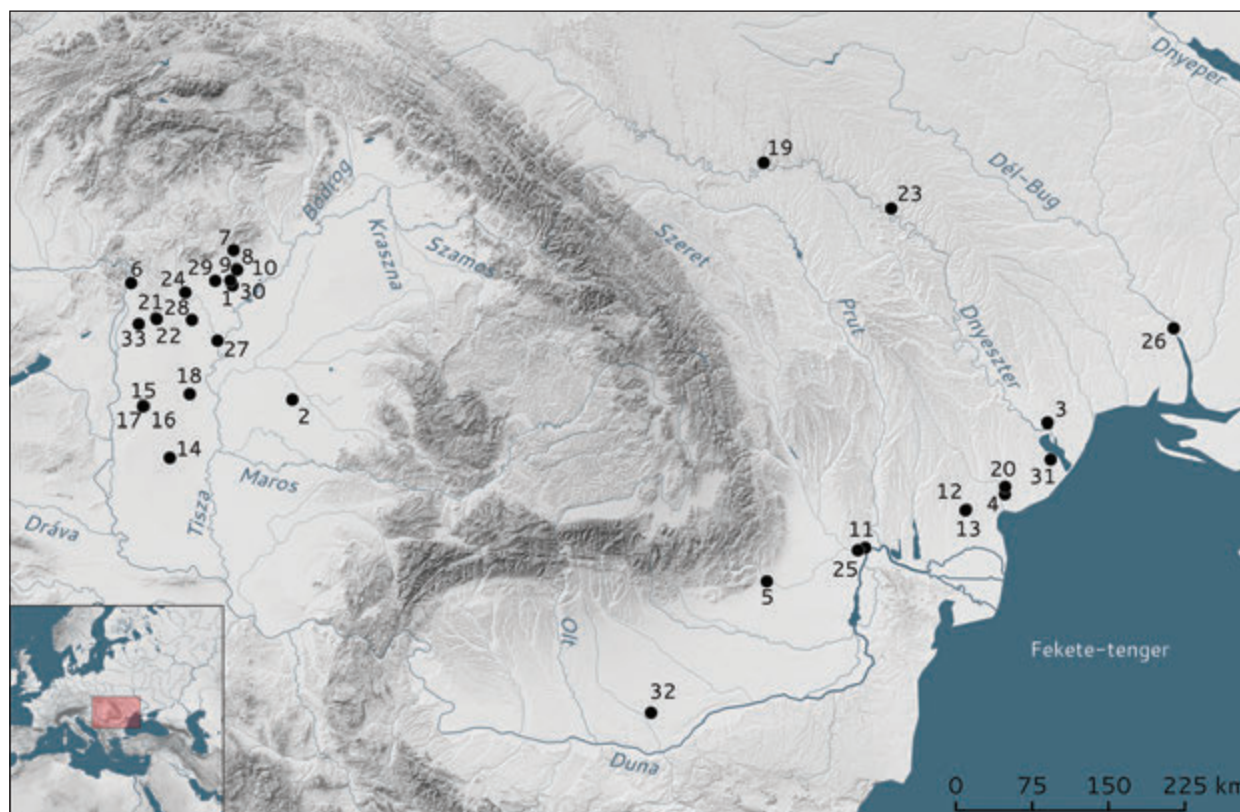 Dnyeper
19
Dél-Bug
Bodrog
23
Kraszna
Szamos
Szeret
7
8
9
10
29
6
24
1
30
21
28
33
22
27
Prut
Dnyeszter
26
18
15
17
16
2
3
14
Maros
Tisza
Dráva
20
31
12
4
13
11
25
5
Olt
Fekete-tenger
32
Duna
0 75 150 225 km